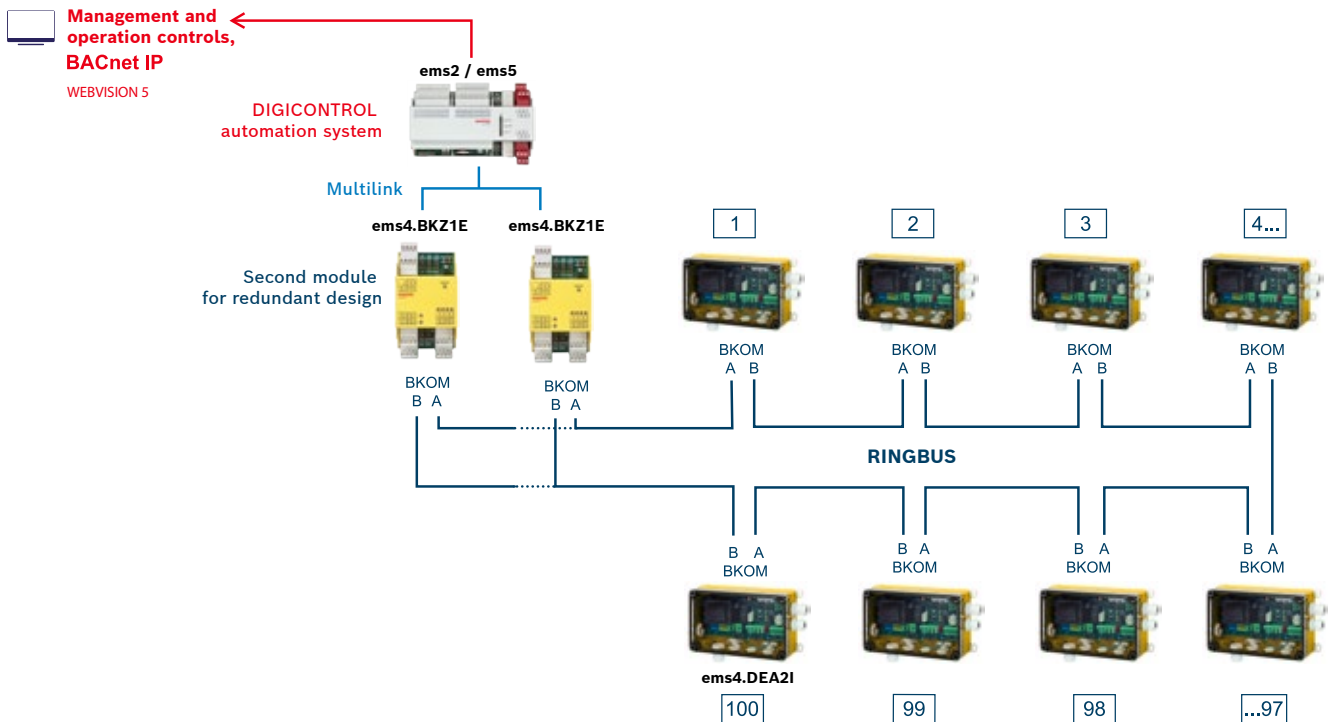 Management and
operation controls,
BACnet IP
WEBVISION 5
ems2 / ems5
DIGICONTROL
automation system
Multilink
ems4.BKZ1E
ems4.BKZ1E
Second module
for redundant design
1
2
3
4...
BKOM
B A
BKOM
B A
BKOM
A B
BKOM
A B
BKOM
A B
BKOM
A B
RINGBUS
B A
BKOM
B A
BKOM
B A
BKOM
B A
BKOM
ems4.DEA2I
100
99
98
...97